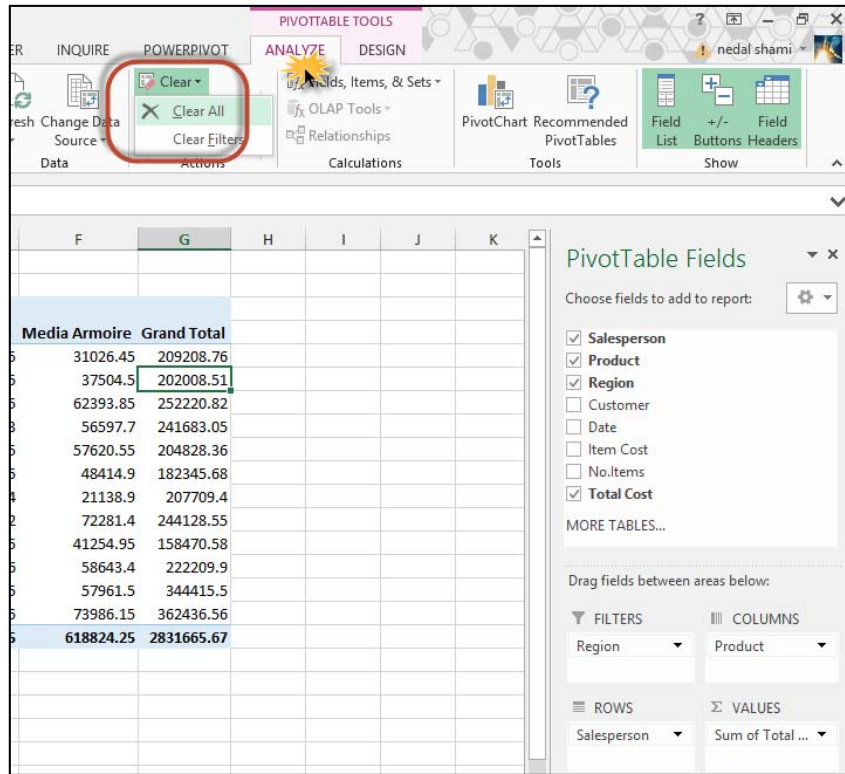 PIVOTTABLE TOOLS
INQUIRE POWERPIVOT ANALYZE DESIGN nedal shami
Clear Items, & Sets
Clear All OLAP Tools
Change Data Source
Clear Filters
Relationships
PivotChart Recommended PivotTables
Field List +/- Buttons Field Headers
Data Actions Calculations Tools Show
F G H I J K
Media Armoire Grand Total
31026.45 209208.76
37504.5 202008.51
62393.85 252220.82
56597.7 241683.05
57620.55 204828.36
48414.9 182345.68
21138.9 207709.4
72281.4 244128.55
41254.95 158470.58
58643.4 222209.9
57961.5 344415.5
73986.15 362436.56
618824.25 2831665.67
PivotTable Fields
Choose fields to add to report:
Salesperson
Product
Region
Customer
Date
Item Cost
No.Items
Total Cost
MORE TABLES...
Drag fields between areas below:
FILTERS COLUMNS
Region Product
ROWS Σ VALUES
Salesperson Sum of Total ...